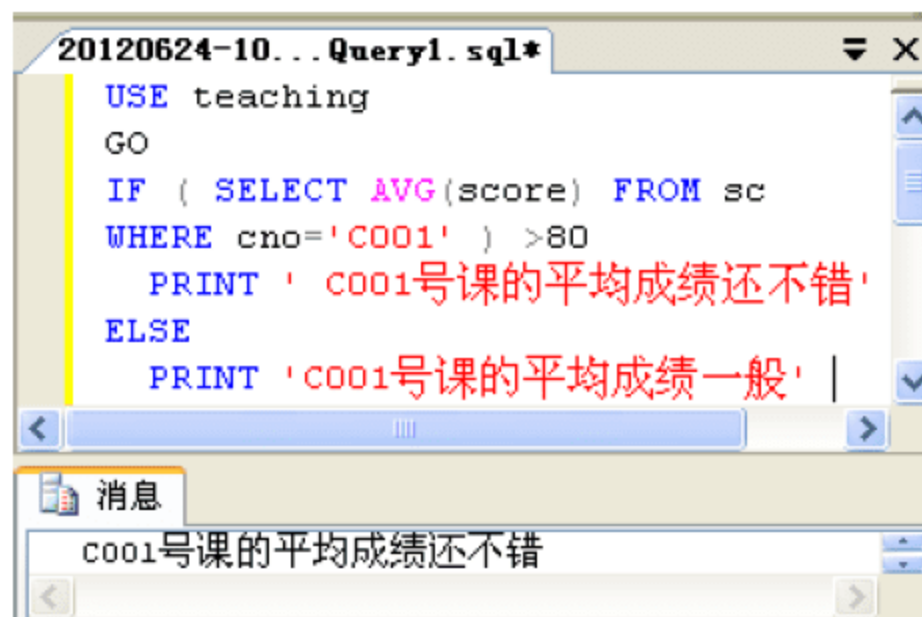 20120624-10...Query1.sql*
USE teaching
GO
IF ( SELECT AVG(score) FROM sc
WHERE cno='C001' ) >80
PRINT ' C001号课的平均成绩还不错'
ELSE
PRINT 'C001号课的平均成绩一般'
消息
C001号课的平均成绩还不错